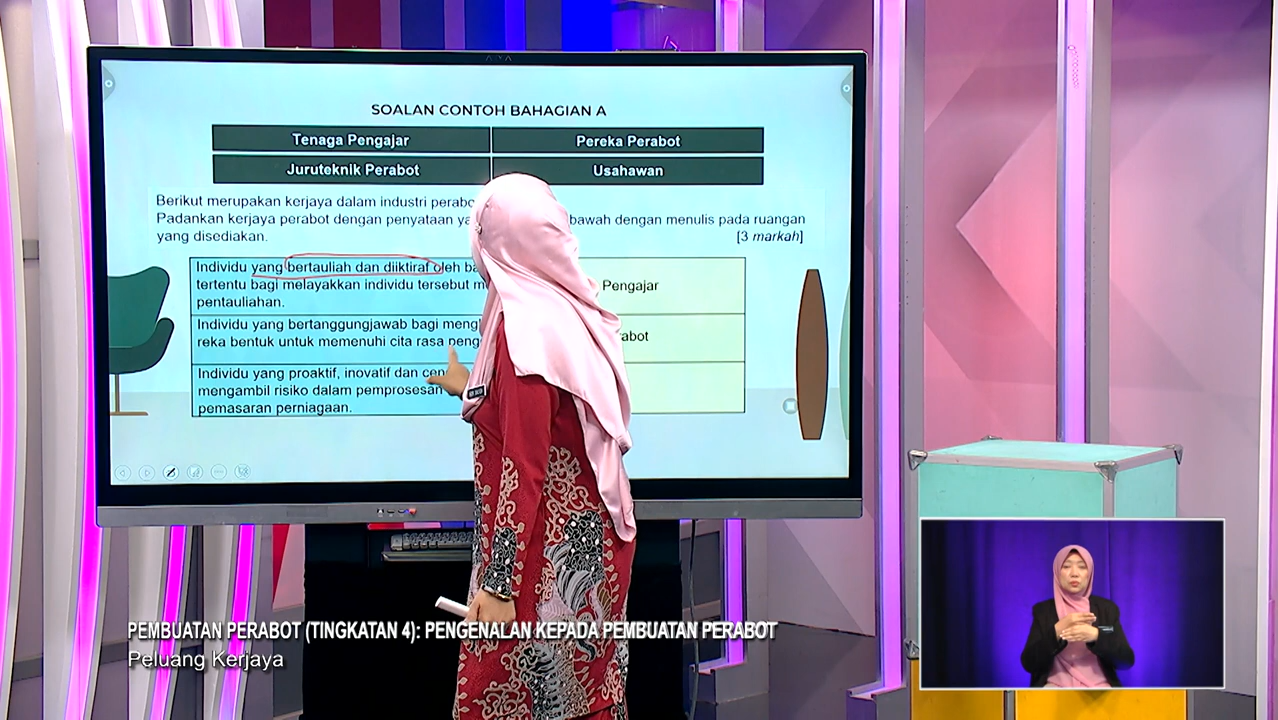 SOALAN CONTOH BAHAGIAN A
Tenaga Pengajar
Pereka Perabot
Juruteknik Perabot
Usahawan
Berikut merupakan kerjaya dalam industri
Padankan kerjaya perabot dengan penyataan bawah dengan menulis pada ruangan
yang disediakan. [3 markah]
Individu yang bertauliah dan diiktiraf oleh
tertentu bagi melayakkan individu tersebut
pentauliahan.
Pengajar
Individu yang bertanggungjawab bagi
reka bentuk untuk memenuhi cita rasa
Individu yang proaktif, inovatif dan
mengambil risiko dalam pemprosesan
pemasaran perniagaan.
PEMBUATAN PERABOT (TINGKATAN 4): PENGENALAN KEPADA PEMBUATAN PERABOT
Peluang Kerjaya